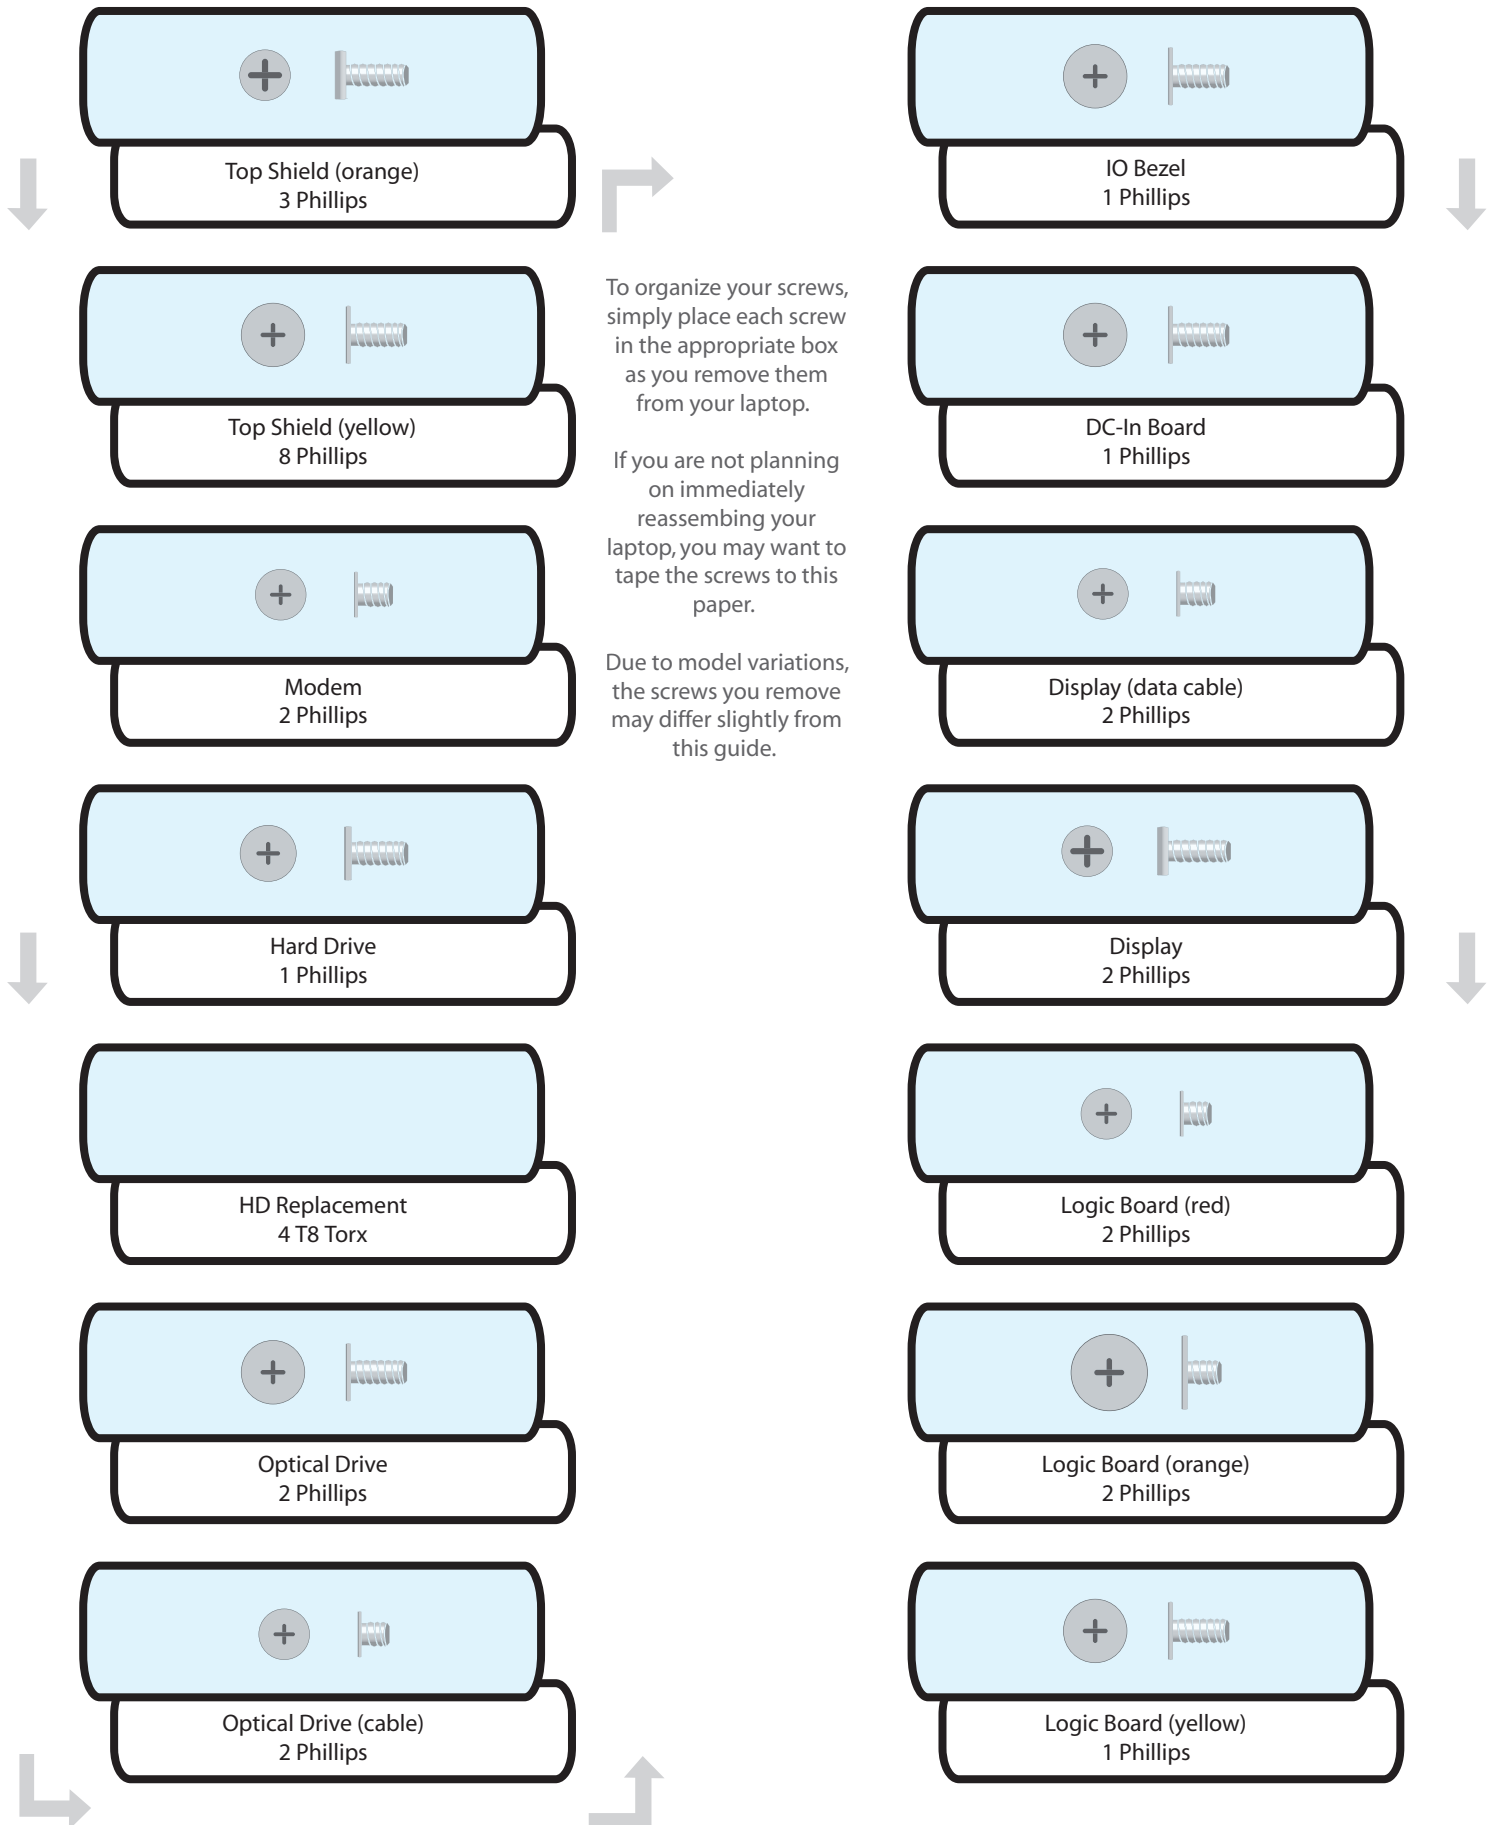 Top Shield (orange)
3 Phillips
Top Shield (yellow)
8 Phillips
Modem
2 Phillips
Hard Drive
1 Phillips
HD Replacement
4 T8 Torx
Optical Drive
2 Phillips
Optical Drive (cable)
2 Phillips
To organize your screws,
simply place each screw
in the appropriate box
as you remove them
from your laptop.
If you are not planning
on immediately
reassembing your
laptop, you may want to
tape the screws to this
paper.
Due to model variations,
the screws you remove
may differ slightly from
this guide.
IO Bezel
1 Phillips
DC-In Board
1 Phillips
Display (data cable)
2 Phillips
Display
2 Phillips
Logic Board (red)
2 Phillips
Logic Board (orange)
2 Phillips
Logic Board (yellow)
1 Phillips